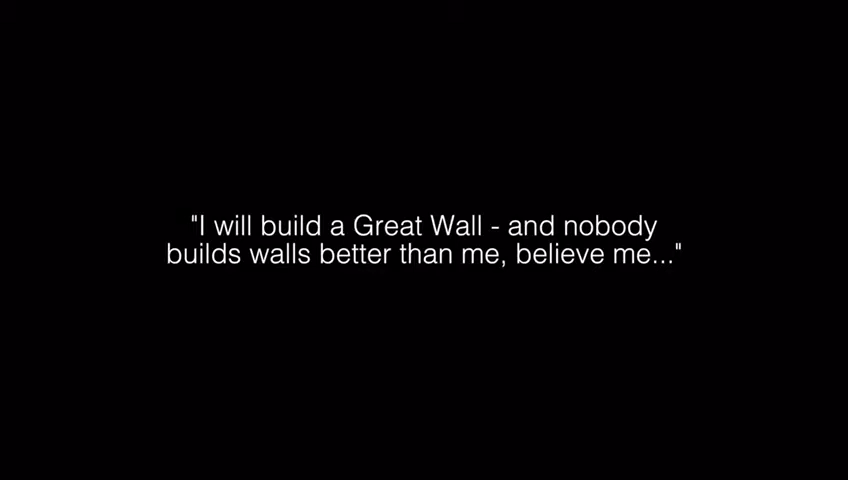 "I will build a Great Wall - and nobody
builds walls better than me, believe me..."